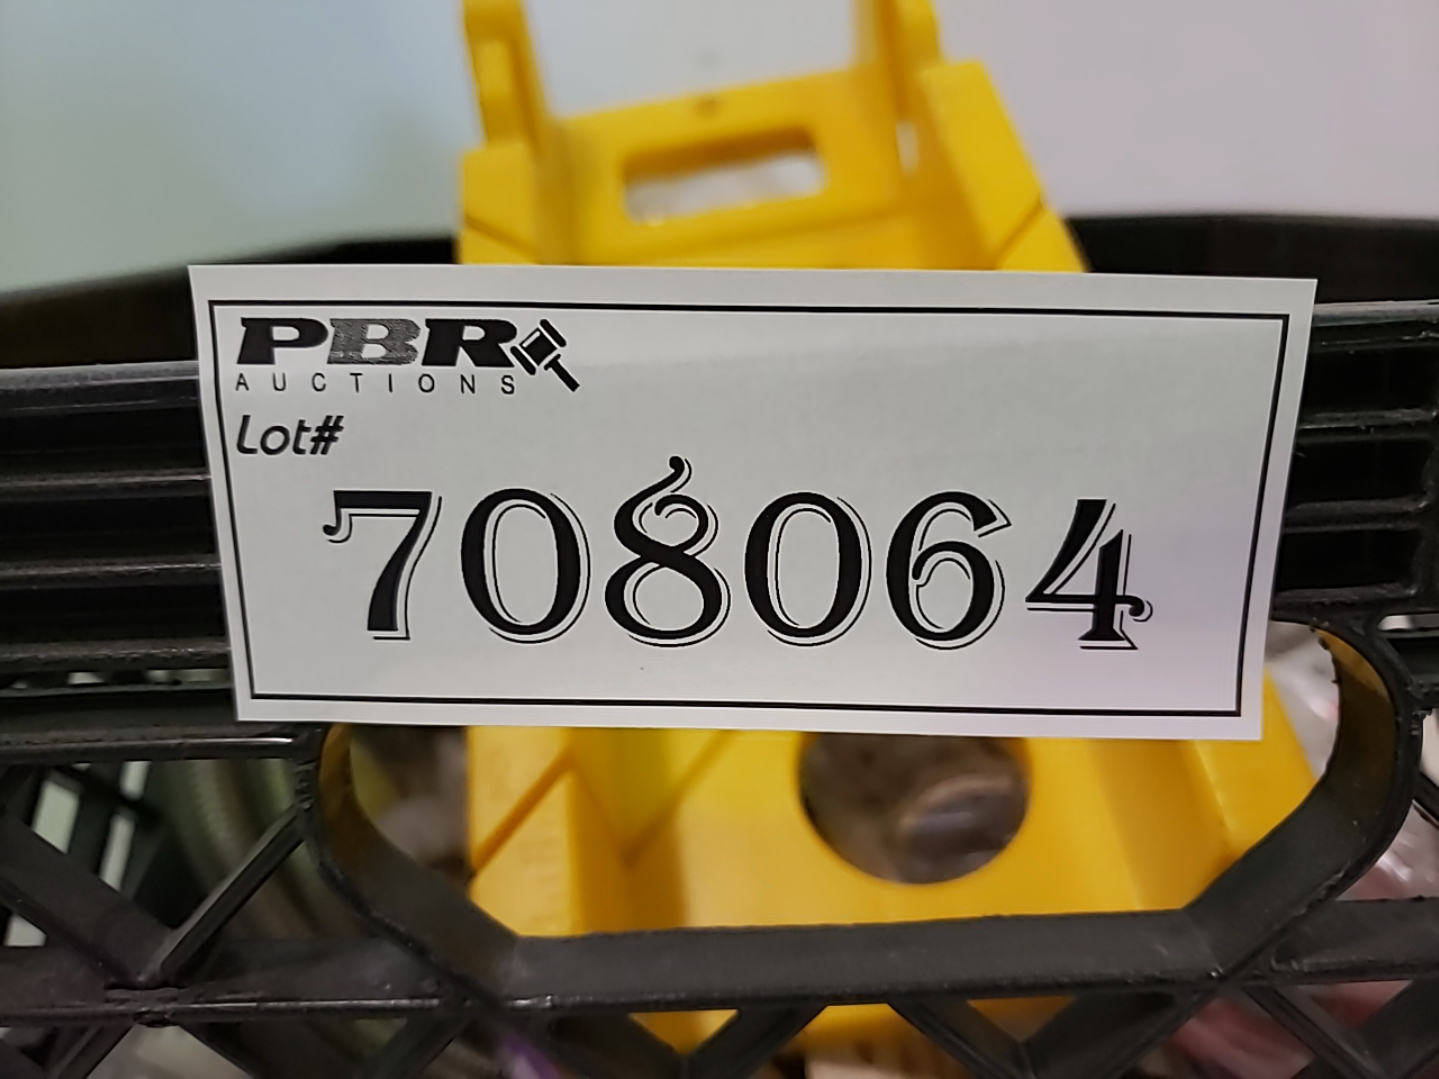 PBR
AUCTIONS
Lot#
708064